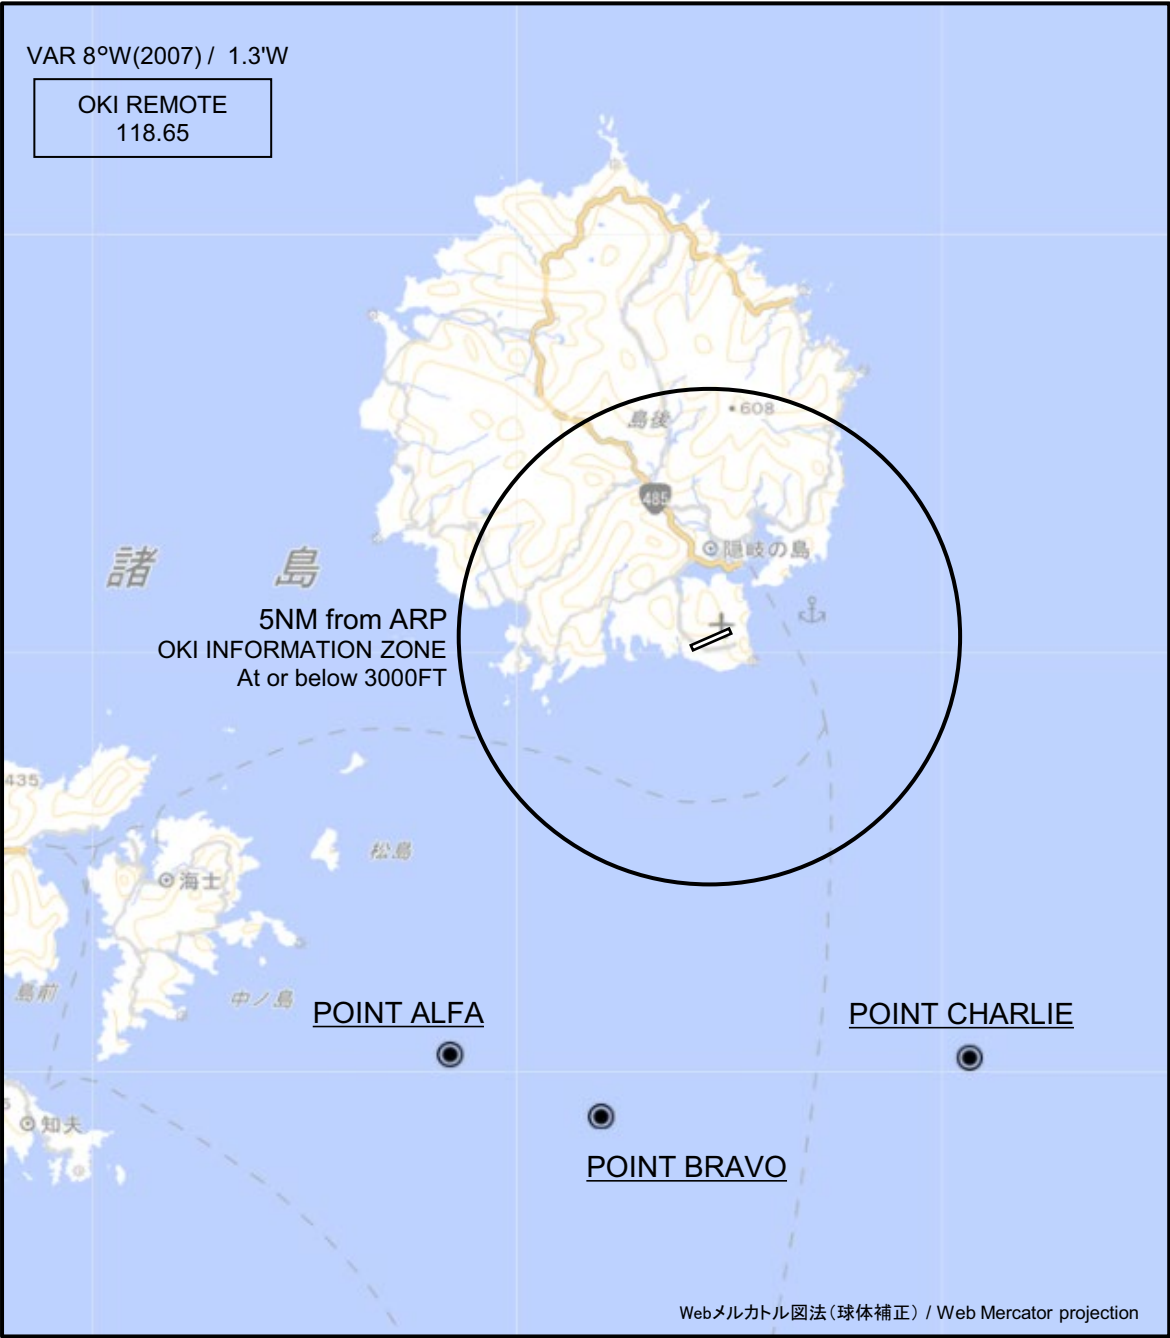 VAR 8°W(2007) / 1.3'W
OKI REMOTE
118.65
608
島後
485
隠岐の島
諸 島
5NM from ARP
OKI INFORMATION ZONE
At or below 3000FT
435
松島
海士
島前
中ノ島
POINT ALFA
POINT CHARLIE
知夫
POINT BRAVO
Webメルカトル図法(球体補正) / Web Mercator projection